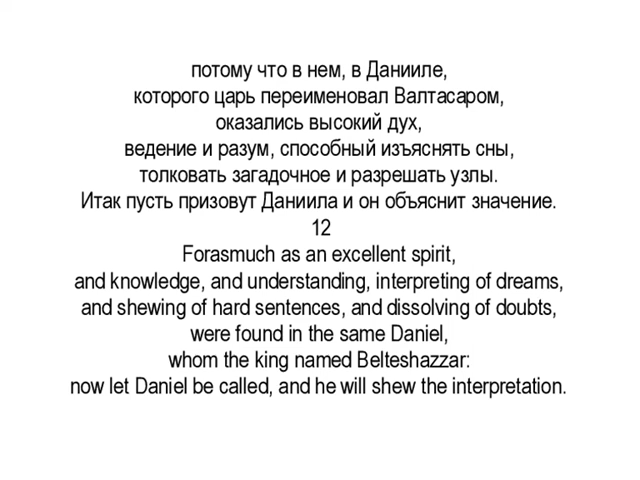 потому что в нем, в Данииле,
которого царь переименовал Валтасаром,
оказались высокий дух,
ведение и разум, способный изъяснять сны,
толковать загадочное и разрешать узлы.
Итак пусть призовут Даниила и он объяснит значение.
12
Forasmuch as an excellent spirit,
and knowledge, and understanding, interpreting of dreams,
and shewing of hard sentences, and dissolving of doubts,
were found in the same Daniel,
whom the king named Belteshazzar:
now let Daniel be called, and he will shew the interpretation.